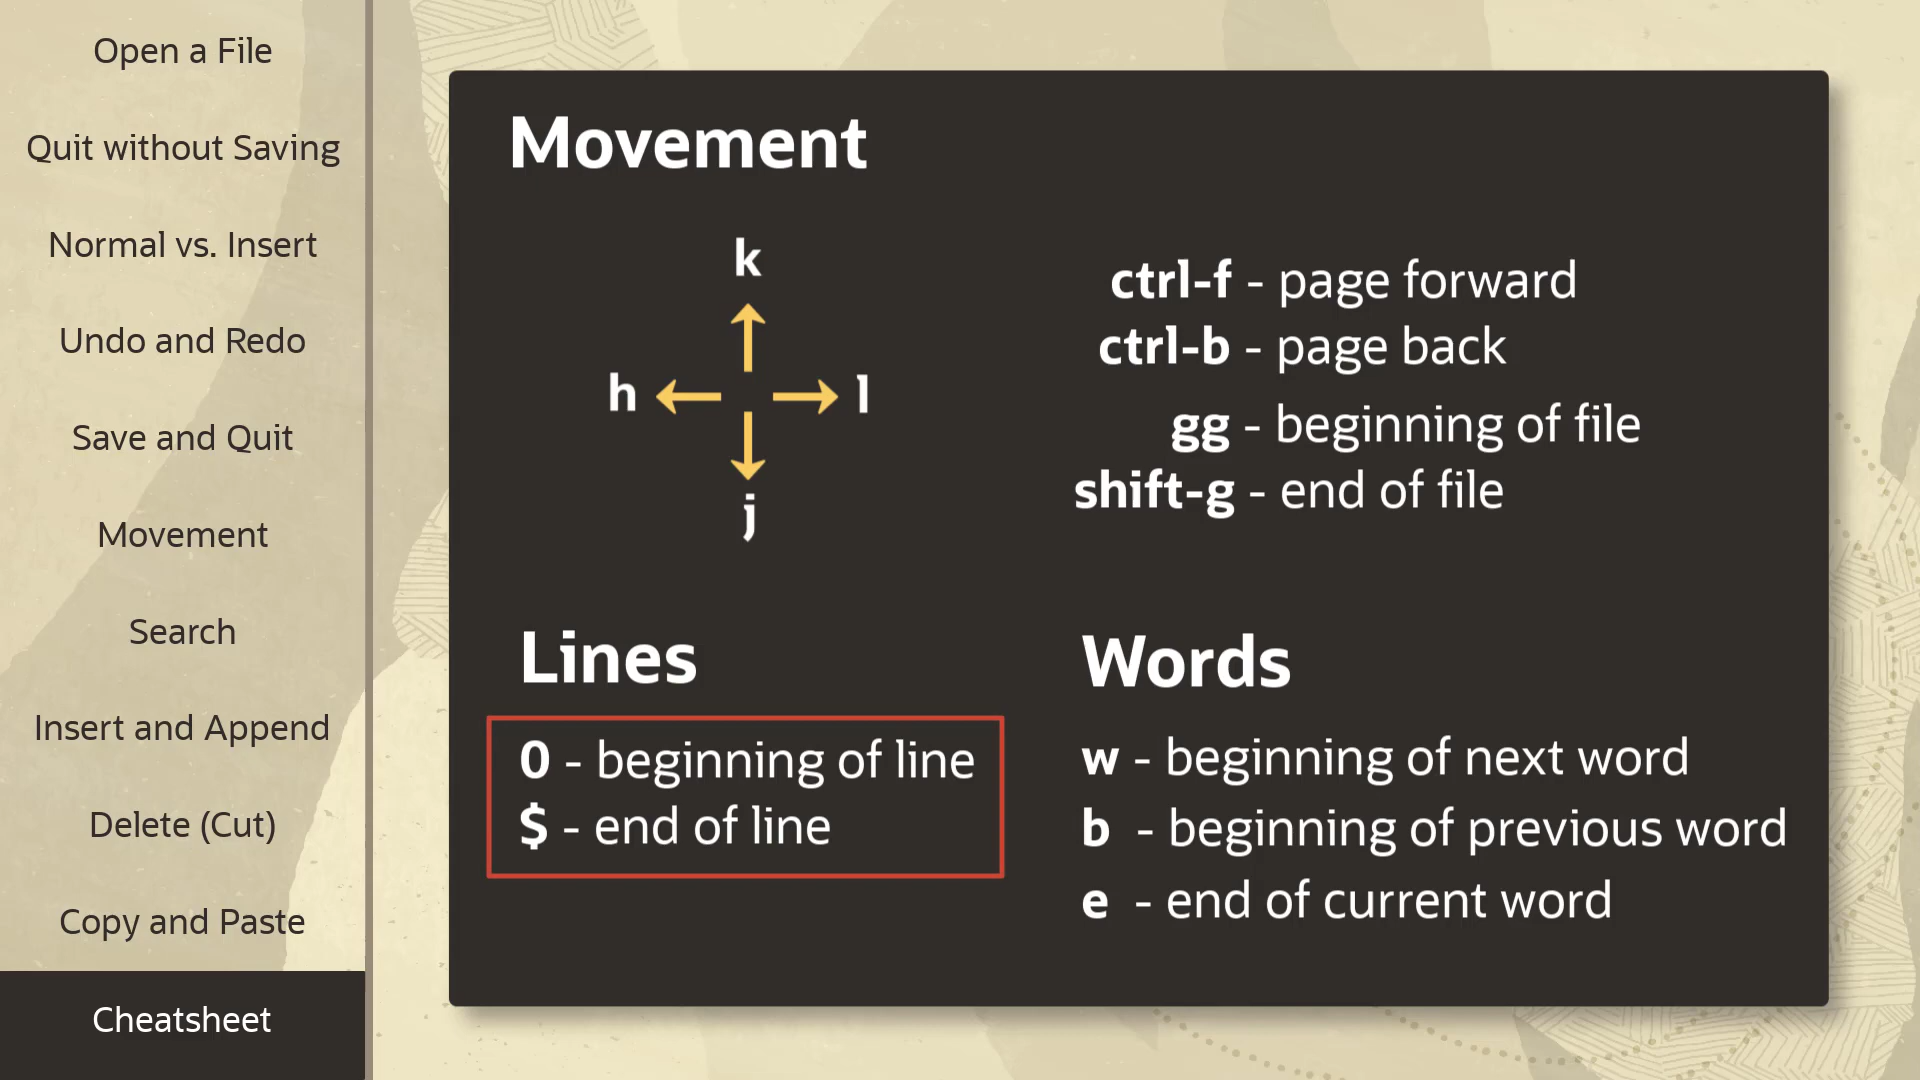 Open a File
Quit without Saving
Normal vs. Insert
Undo and Redo
Save and Quit
Movement
Search
Insert and Append
Delete (Cut)
Copy and Paste
Cheatsheet
Movement
k
h
l
j
ctrl-f - page forward
ctrl-b - page back
gg - beginning of file
shift-g - end of file
Lines
0 - beginning of line
$ - end of line
Words
w - beginning of next word
b - beginning of previous word
e - end of current word